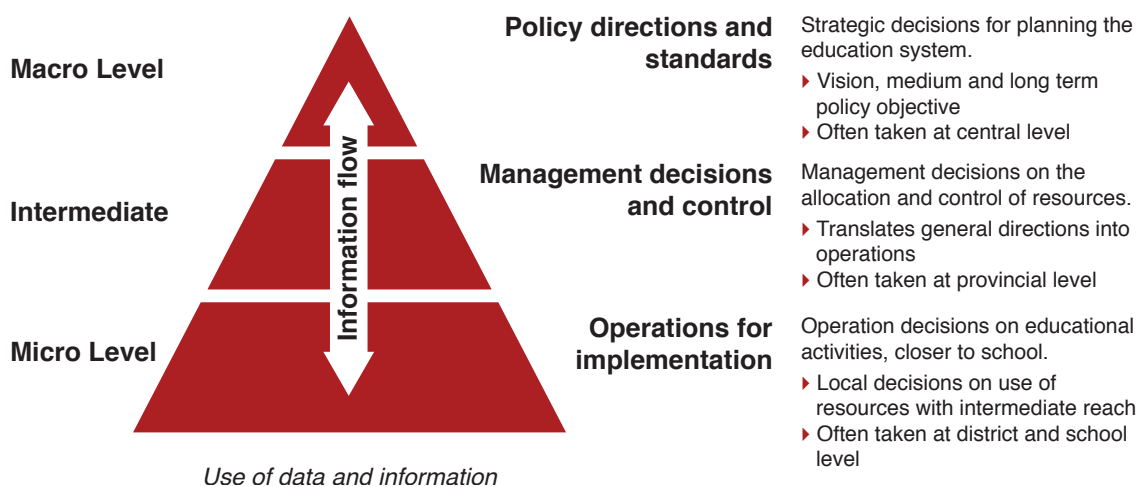 Macro Level
Policy directions and
standards
Strategic decisions for planning the
education system.
Vision, medium and long term
policy objective
Often taken at central level
Information flow
Intermediate
Management decisions
and control
Management decisions on the
allocation and control of resources.
Translates general directions into
operations
Often taken at provincial level
Micro Level
Operations for
implementation
Operation decisions on educational
activities, closer to school.
Local decisions on use of
resources with intermediate reach
Often taken at district and school
level
Use of data and information